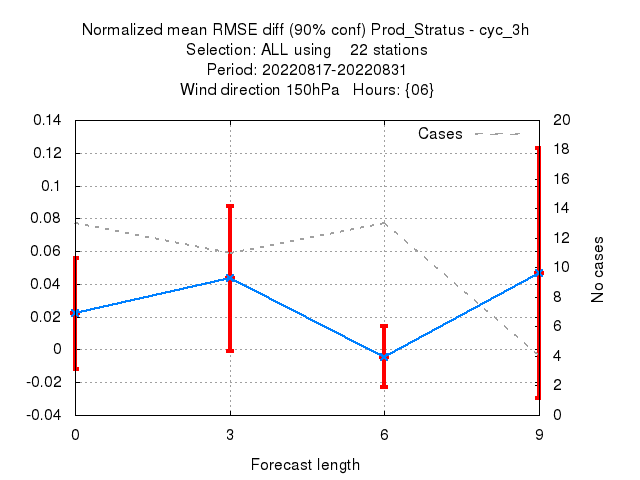 Normalized mean RMSE diff (90% conf) Prod_Stratus - cyc_3h
Selection: ALL using    22 stations
Period: 20220817-20220831
Wind direction 150hPa   Hours: {06}
Cases
0.14
0.12
0.1
0.08
0.06
0.04
0.02
0
-0.02
-0.04
20
18
16
14
12
10
8
6
4
2
0
No cases
0 3 6 9
Forecast length